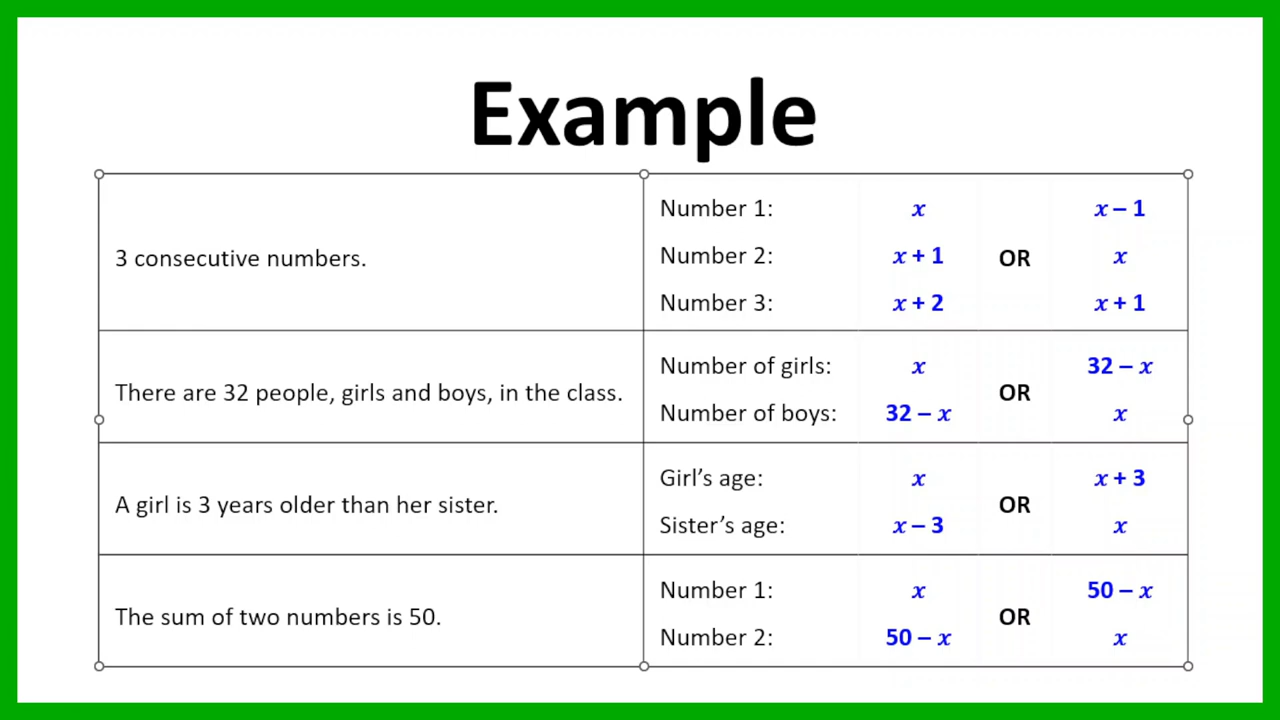 Example
3 consecutive numbers.
Number 1: x OR x – 1
Number 2: x + 1 x
Number 3: x + 2 x + 1
There are 32 people, girls and boys, in the class.
Number of girls: x OR 32 – x
Number of boys: 32 – x x
A girl is 3 years older than her sister.
Girl’s age: x OR x + 3
Sister’s age: x – 3 x
The sum of two numbers is 50.
Number 1: x OR 50 – x
Number 2: 50 – x x